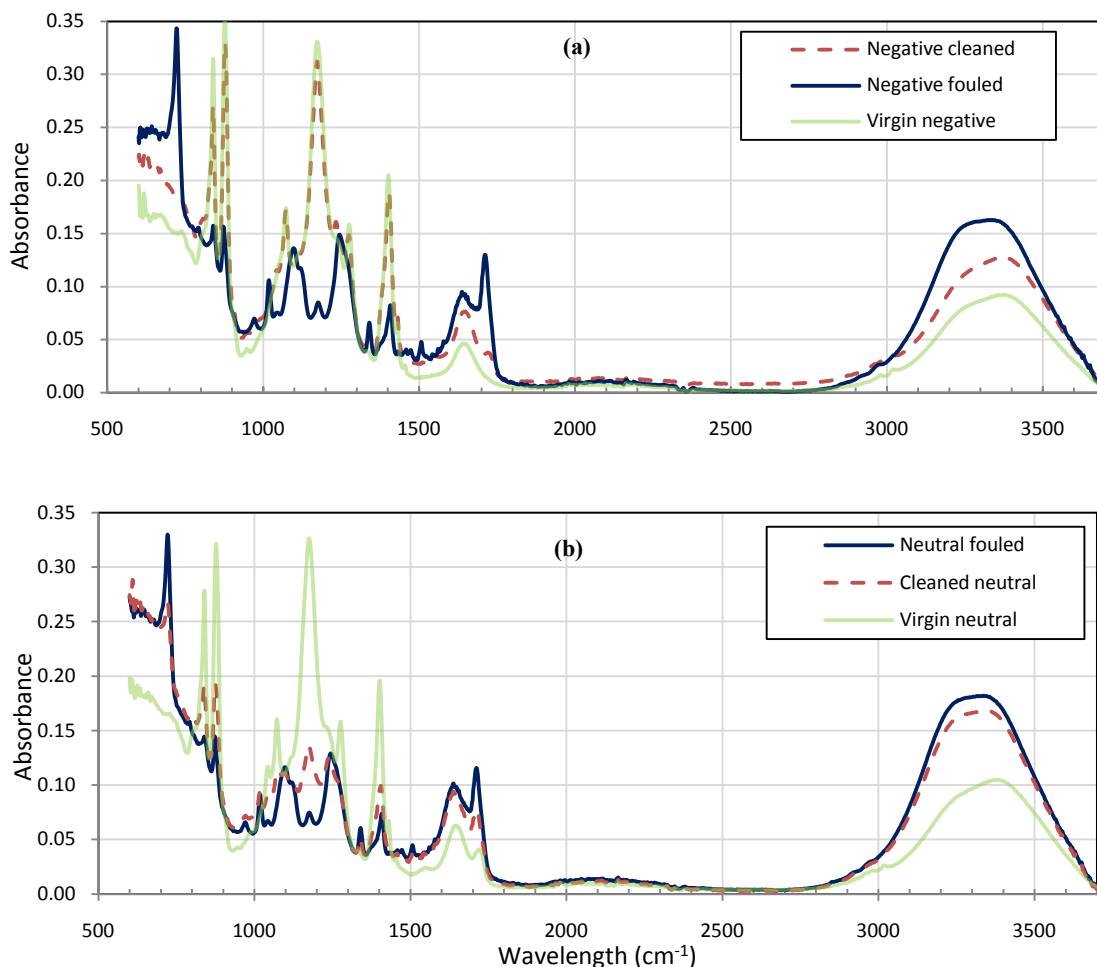 (a)
Negative cleaned
Negative fouled
Virgin negative
Absorbance
0.35
0.30
0.25
0.20
0.15
0.10
0.05
0.00
500 1000 1500 2000 2500 3000 3500
(b)
Neutral fouled
Cleaned neutral
Virgin neutral
Absorbance
0.35
0.30
0.25
0.20
0.15
0.10
0.05
0.00
500 1000 1500 2000 2500 3000 3500
Wavelength (cm⁻¹)